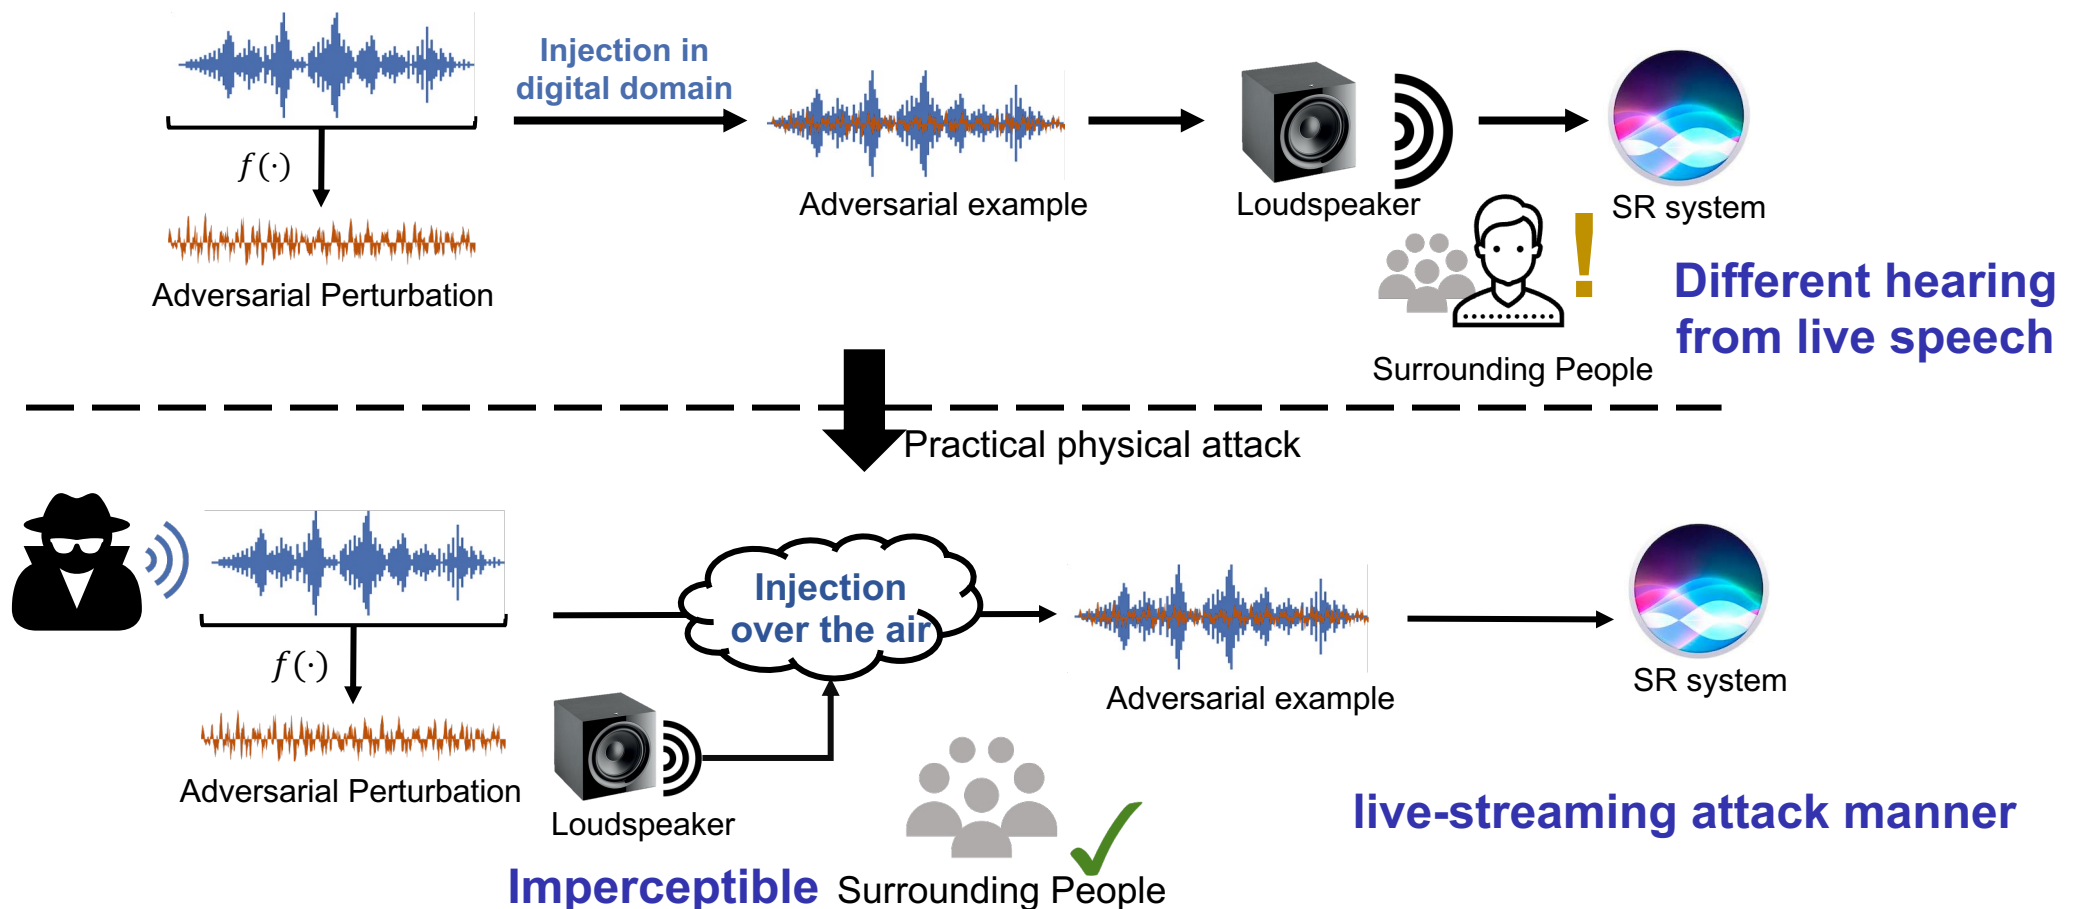 Injection in
digital domain
f(·)
Adversarial Perturbation
Adversarial example
Loudspeaker
SR system
Surrounding People
!
Different hearing
from live speech
Practical physical attack
Injection
over the air
f(·)
Adversarial Perturbation
Loudspeaker
Adversarial example
SR system
live-streaming attack manner
Imperceptible
Surrounding People